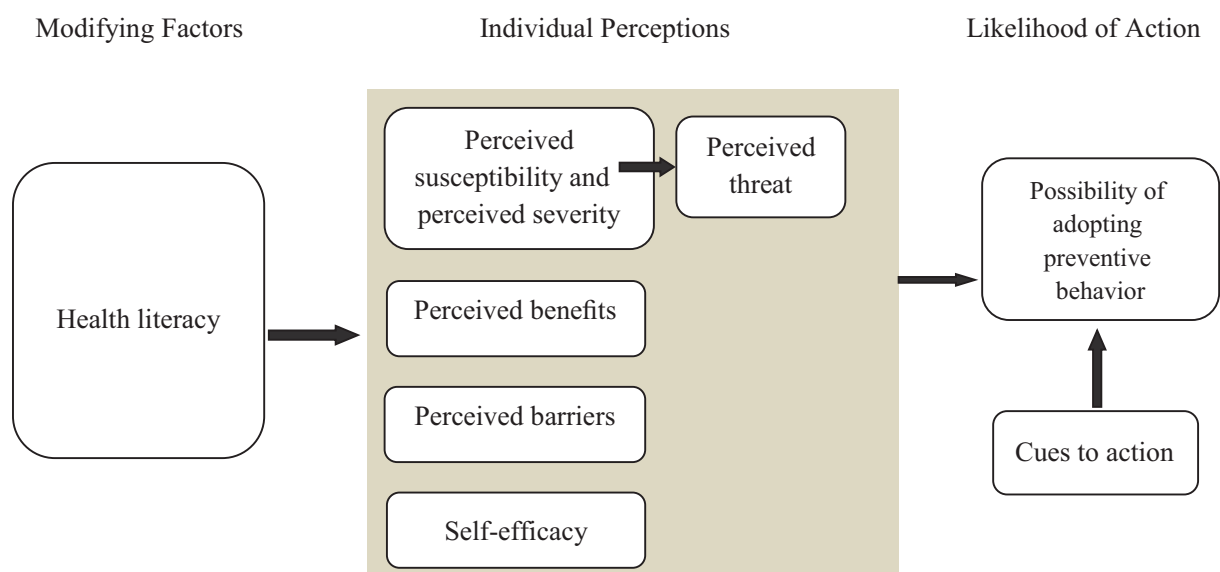 Modifying Factors
Individual Perceptions
Likelihood of Action
Health literacy
Perceived
susceptibility and
perceived severity
Perceived
threat
Perceived benefits
Perceived barriers
Self-efficacy
Possibility of
adopting
preventive
behavior
Cues to action